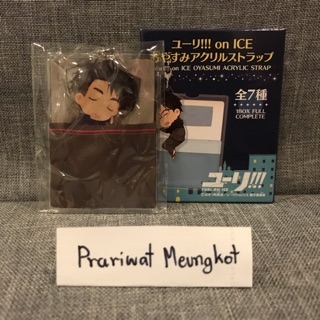 ユーリ!!! on ICE
おやすみアクリルストラップ
on ICE OYASUMI ACRYLIC STRAP
全7種
1BOX FULL
COMPLETE
ユーリ!!!
Prariwat Meungkot